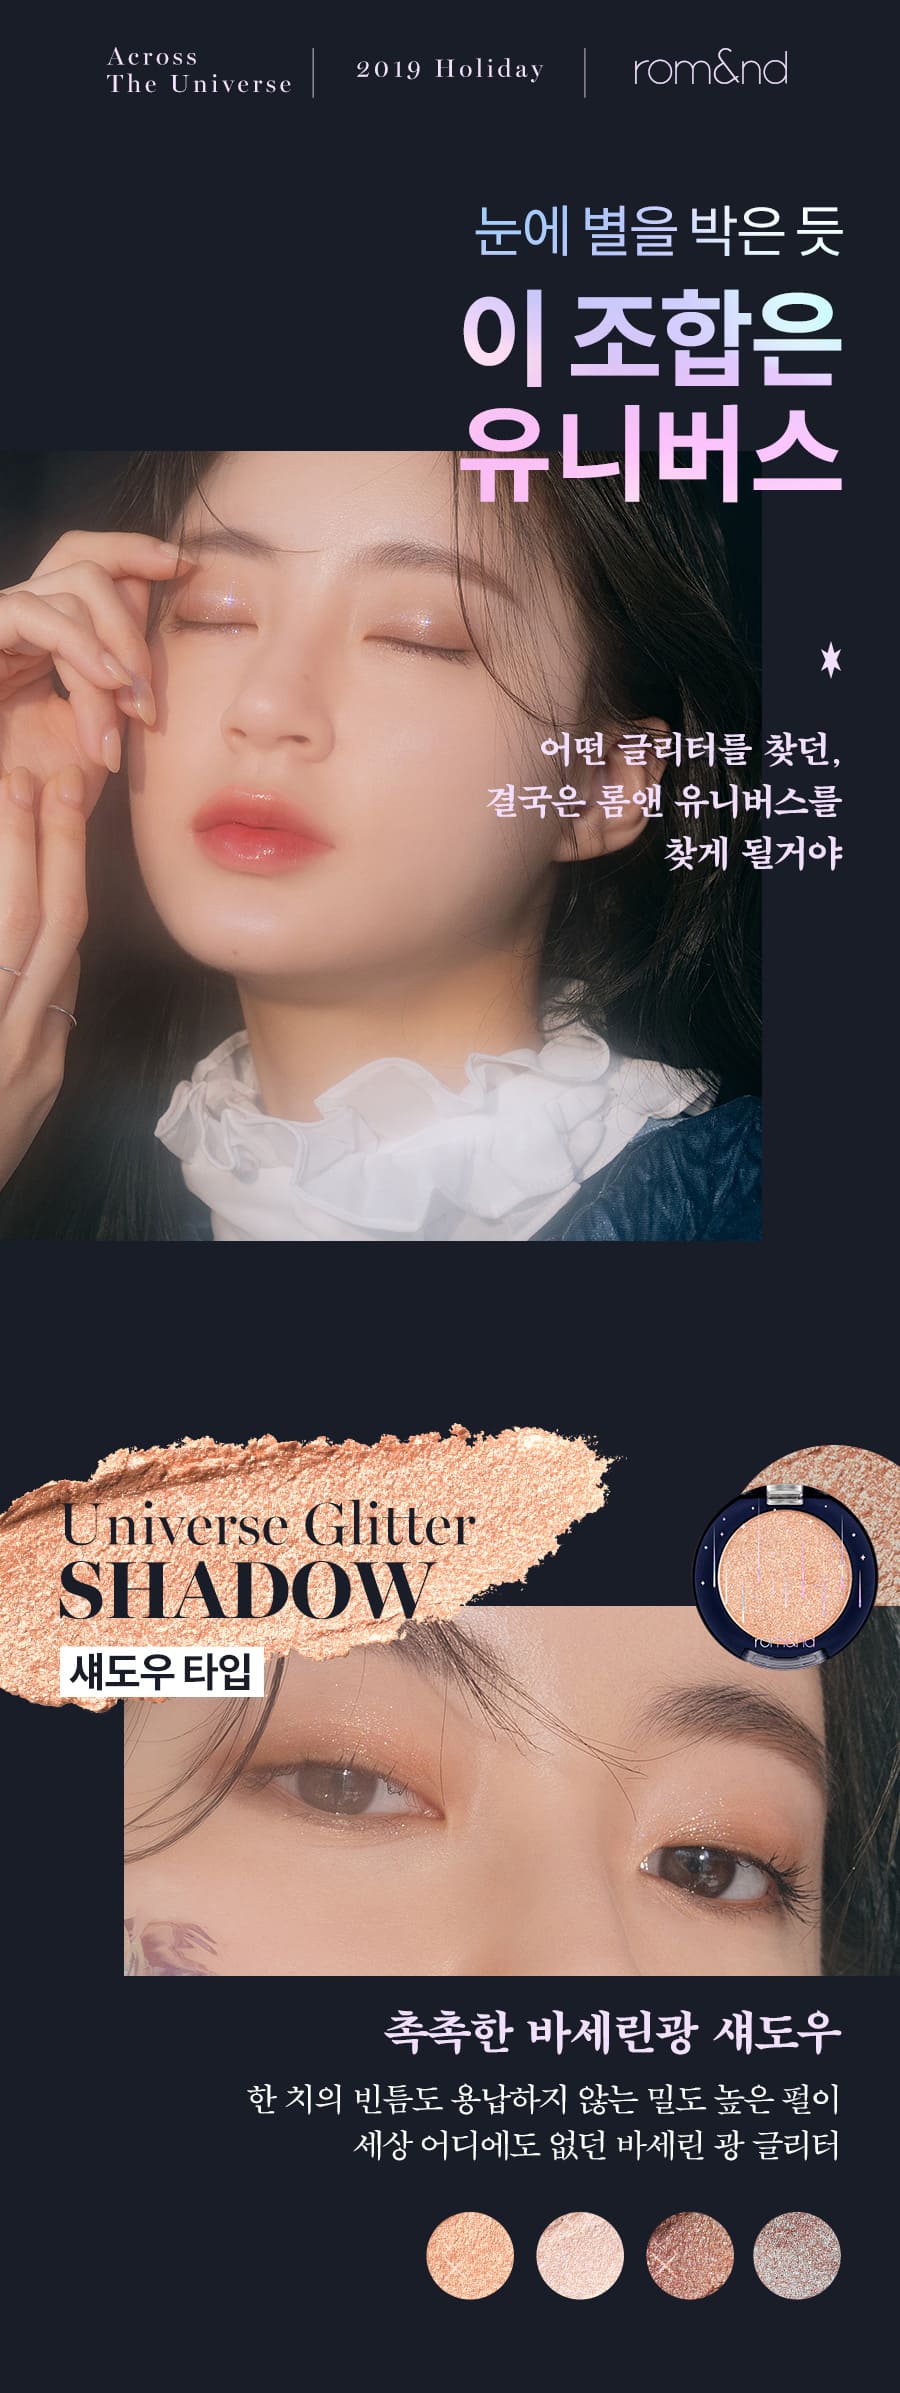 Across
The Universe
2019 Holiday
rom&nd
눈에 별을 박은 듯
이 조합은
유니버스
어떤 글리터를 찾던,
결국은 롬앤 유니버스를
찾게 될거야
Universe Glitter
SHADOW
섀도우 타입
rom&nd
촉촉한 바세린광 섀도우
한 치의 빈틈도 용납하지 않는 밀도 높은 펄이
세상 어디에도 없던 바세린 광 글리터